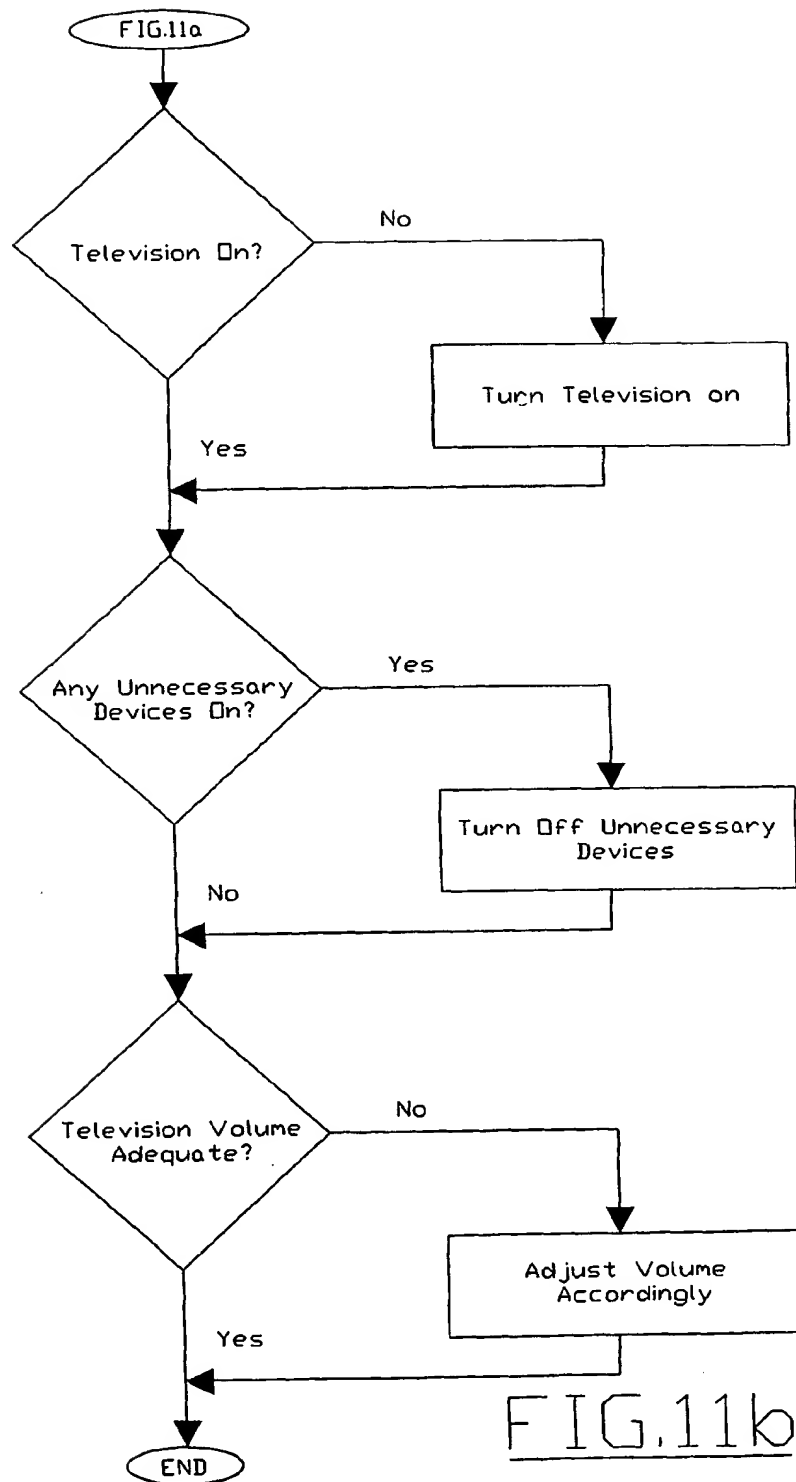 FIG.11a
Television On?
No
Turn Television on
Yes
Any Unnecessary
Devices On?
Yes
Turn Off Unnecessary
Devices
No
Television Volume
Adequate?
No
Adjust Volume
Accordingly
Yes
END
FIG.11b